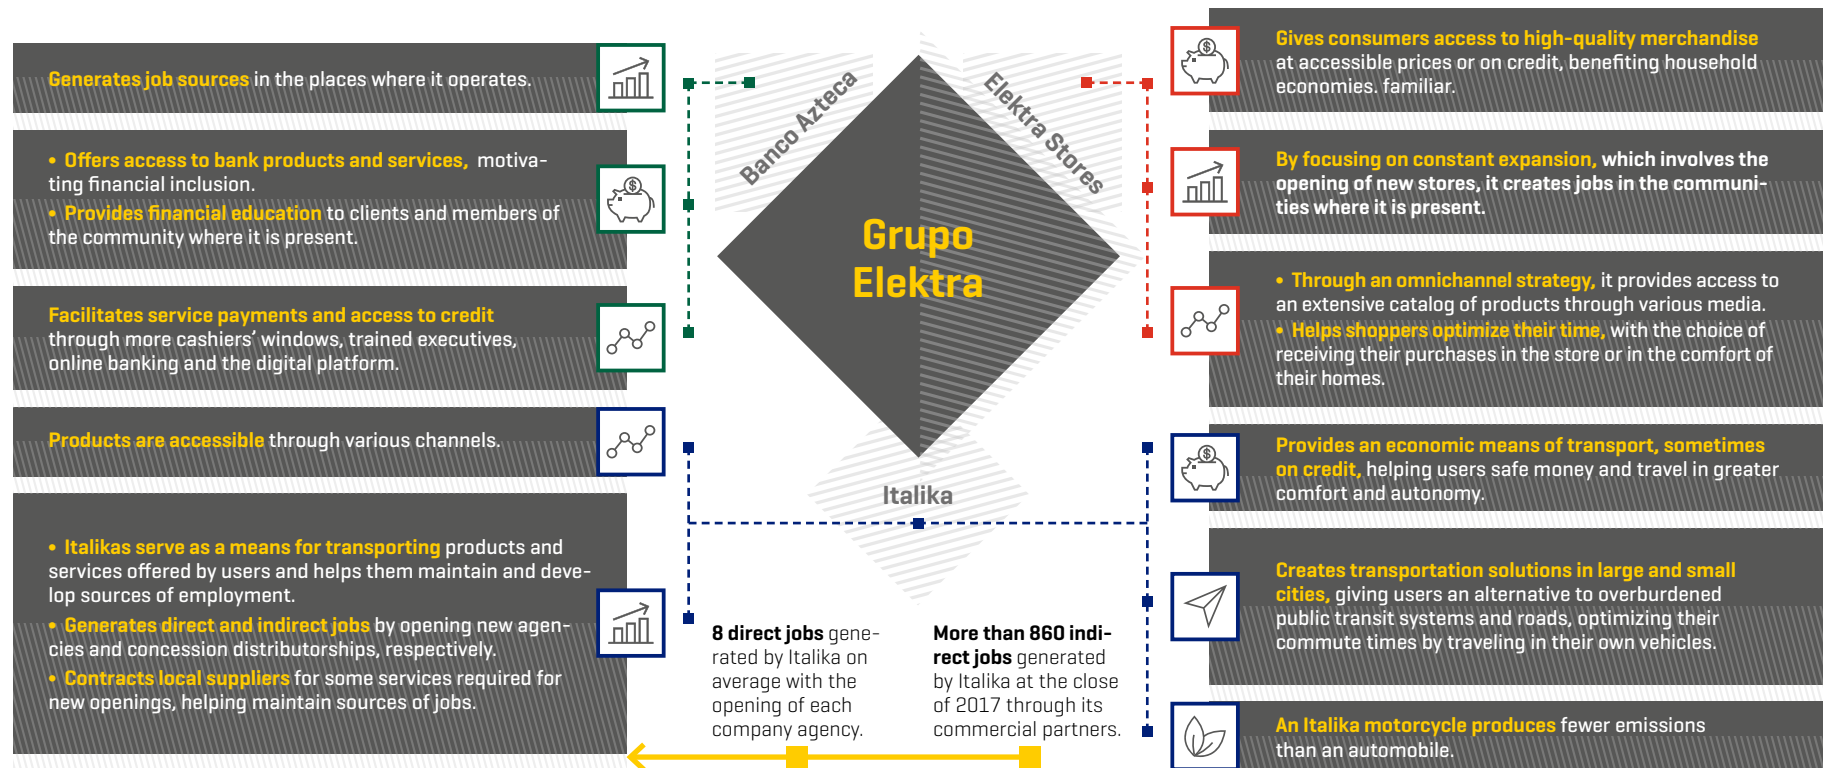 Generates job sources in the places where it operates.
• Offers access to bank products and services, motiva-
ting financial inclusion.
• Provides financial education to clients and members of
the community where it is present.
Facilitates service payments and access to credit
through more cashiers' windows, trained executives,
online banking and the digital platform.
Products are accessible through various channels.
• Italikas serve as a means for transporting products and
services offered by users and helps them maintain and deve-
lop sources of employment.
• Generates direct and indirect jobs by opening new agen-
cies and concession distributorships, respectively.
• Contracts local suppliers for some services required for
new openings, helping maintain sources of jobs.
Banco Azteca
Elektra Stores
Grupo
Elektra
Italika
8 direct jobs gene-
rated by Italika on
average with the
opening of each
company agency.
More than 860 indi-
rect jobs generated
by Italika at the close
of 2017 through its
commercial partners.
Gives consumers access to high-quality merchandise
at accessible prices or on credit, benefiting household
economies. familiar.
By focusing on constant expansion, which involves the
opening of new stores, it creates jobs in the communi-
ties where it is present.
• Through an omnichannel strategy, it provides access to
an extensive catalog of products through various media.
• Helps shoppers optimize their time, with the choice of
receiving their purchases in the store or in the comfort of
their homes.
Provides an economic means of transport, sometimes
on credit, helping users safe money and travel in greater
comfort and autonomy.
Creates transportation solutions in large and small
cities, giving users an alternative to overburdened
public transit systems and roads, optimizing their
commute times by traveling in their own vehicles.
An Italika motorcycle produces fewer emissions
than an automobile.